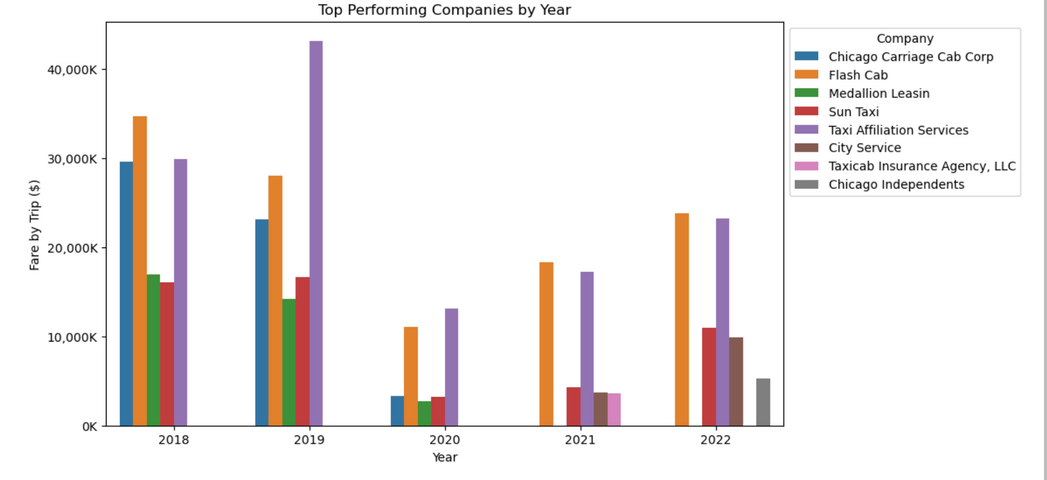 Top Performing Companies by Year
Fare by Trip ($)
40,000K
30,000K
20,000K
10,000K
0K
2018
2019
2020
2021
2022
Year
Company
Chicago Carriage Cab Corp
Flash Cab
Medallion Leasin
Sun Taxi
Taxi Affiliation Services
City Service
Taxicab Insurance Agency, LLC
Chicago Independents